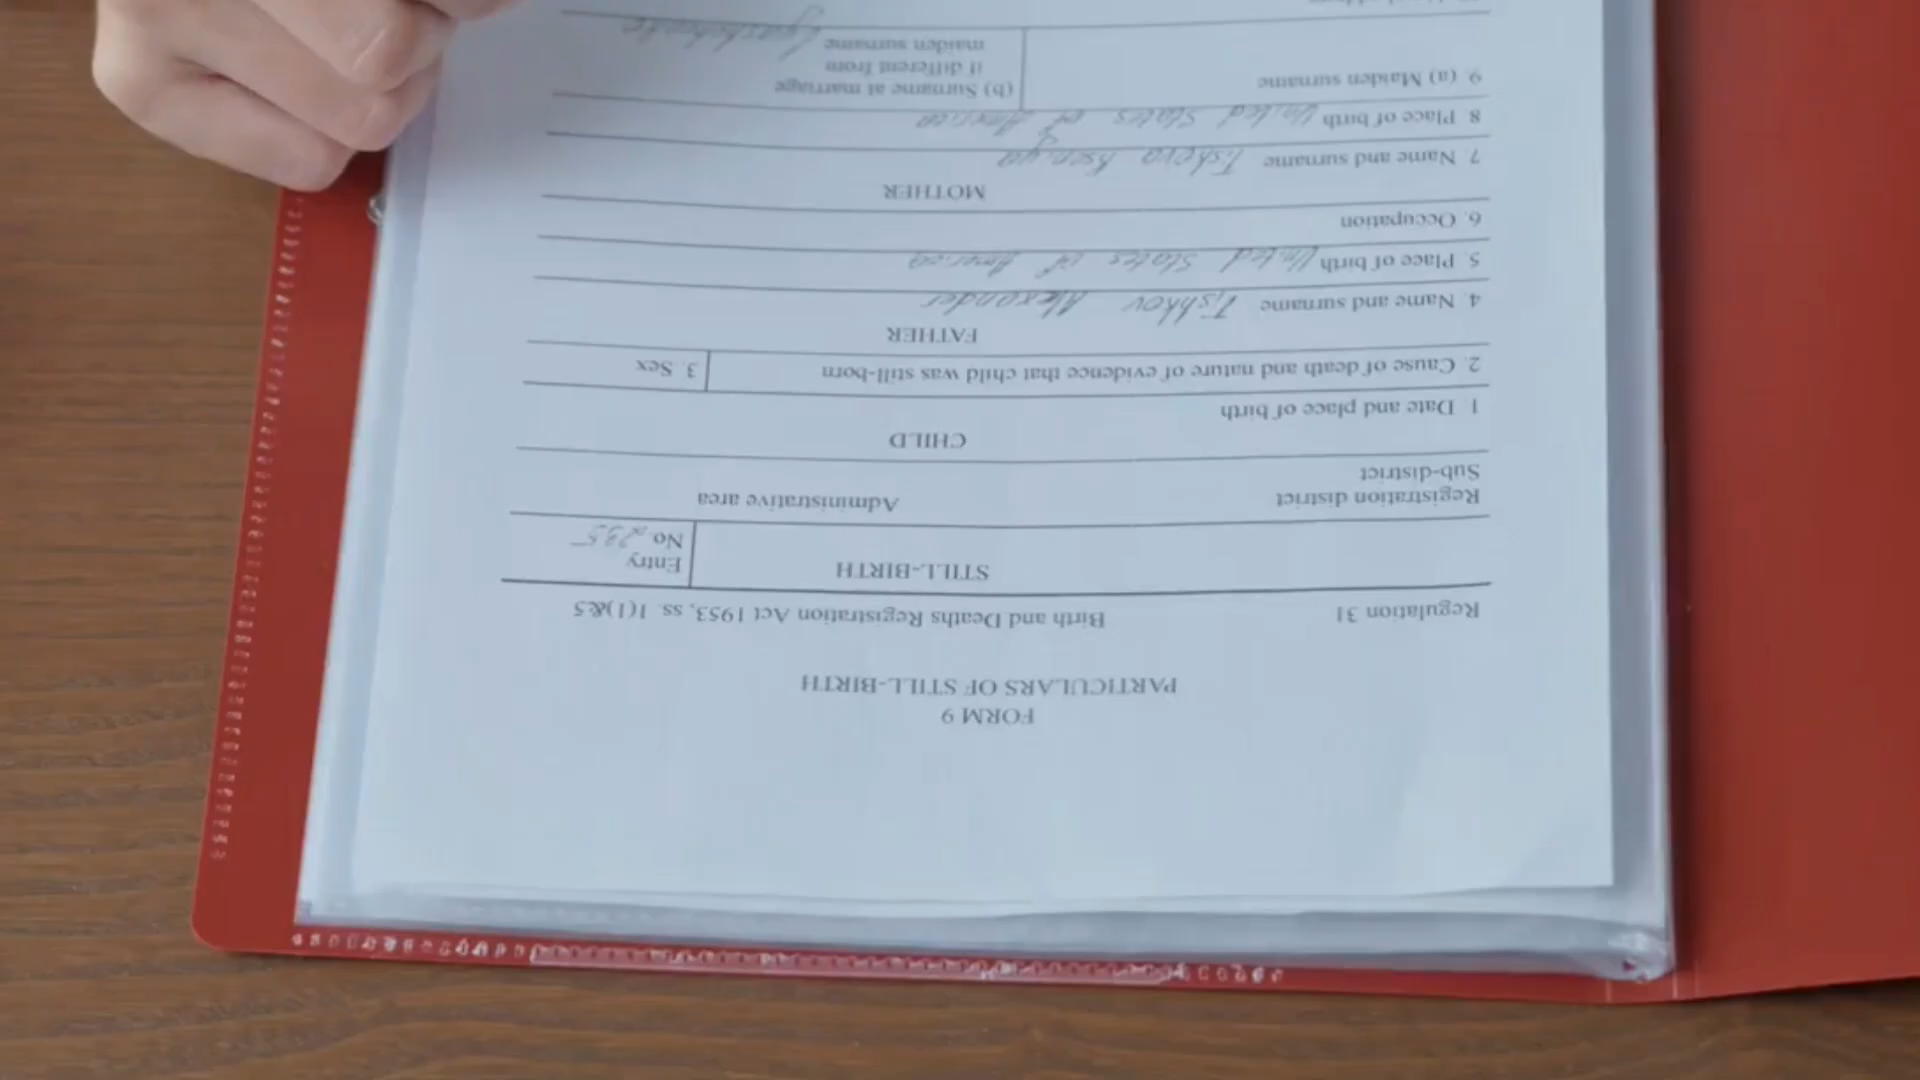 FORM 9
PARTICULARS OF STILL-BIRTH
Regulation 31 Birth and Deaths Registration Act 1953, ss. 1(1)&5
STILL-BIRTH
Entry
No. 235
Registration district Administrative area
Sub-district
CHILD
1. Date and place of birth
2. Cause of death and nature of evidence that child was still-born 3. Sex
FATHER
4. Name and surname Tishkov Alexander
5. Place of birth United States of America
6. Occupation
MOTHER
7. Name and surname Ksenya
8. Place of birth United States of America
9. (a) Maiden surname (b) Surname at marriage
if different from
maiden surname